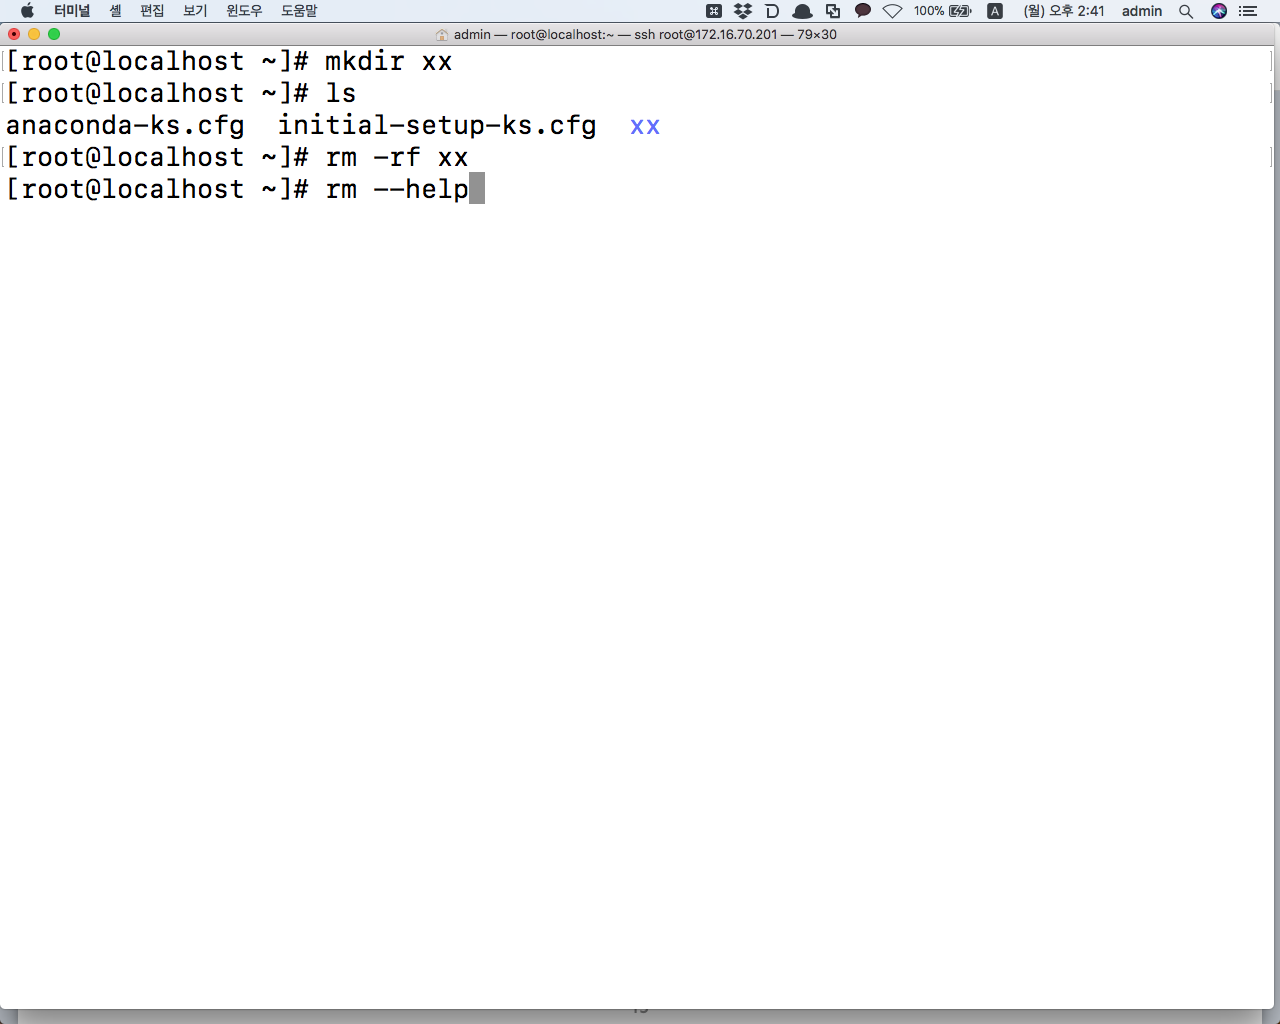 터미널 셸 편집 보기 윈도우 도움말 100% A (월) 오후 2:41 admin
admin — root@localhost:~ — ssh root@172.16.70.201 — 79×30
[root@localhost ~]# mkdir xx
[root@localhost ~]# ls
anaconda-ks.cfg initial-setup-ks.cfg xx
[root@localhost ~]# rm -rf xx
[root@localhost ~]# rm --help